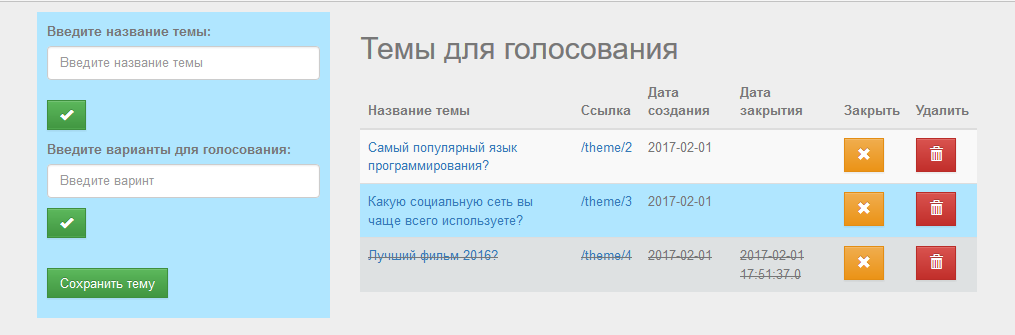 Введите название темы:
Введите название темы
Введите варианты для голосования:
Введите варинт
Сохранить тему
Темы для голосования
Название темы Ссылка Дата создания Дата закрытия Закрыть Удалить
Самый популярный язык /theme/2 2017-02-01
программирования?
Какую социальную сеть вы /theme/3 2017-02-01
чаще всего используете?
Лучший фильм 2016? /theme/4 2017-02-01 2017-02-01
17:51:37.0